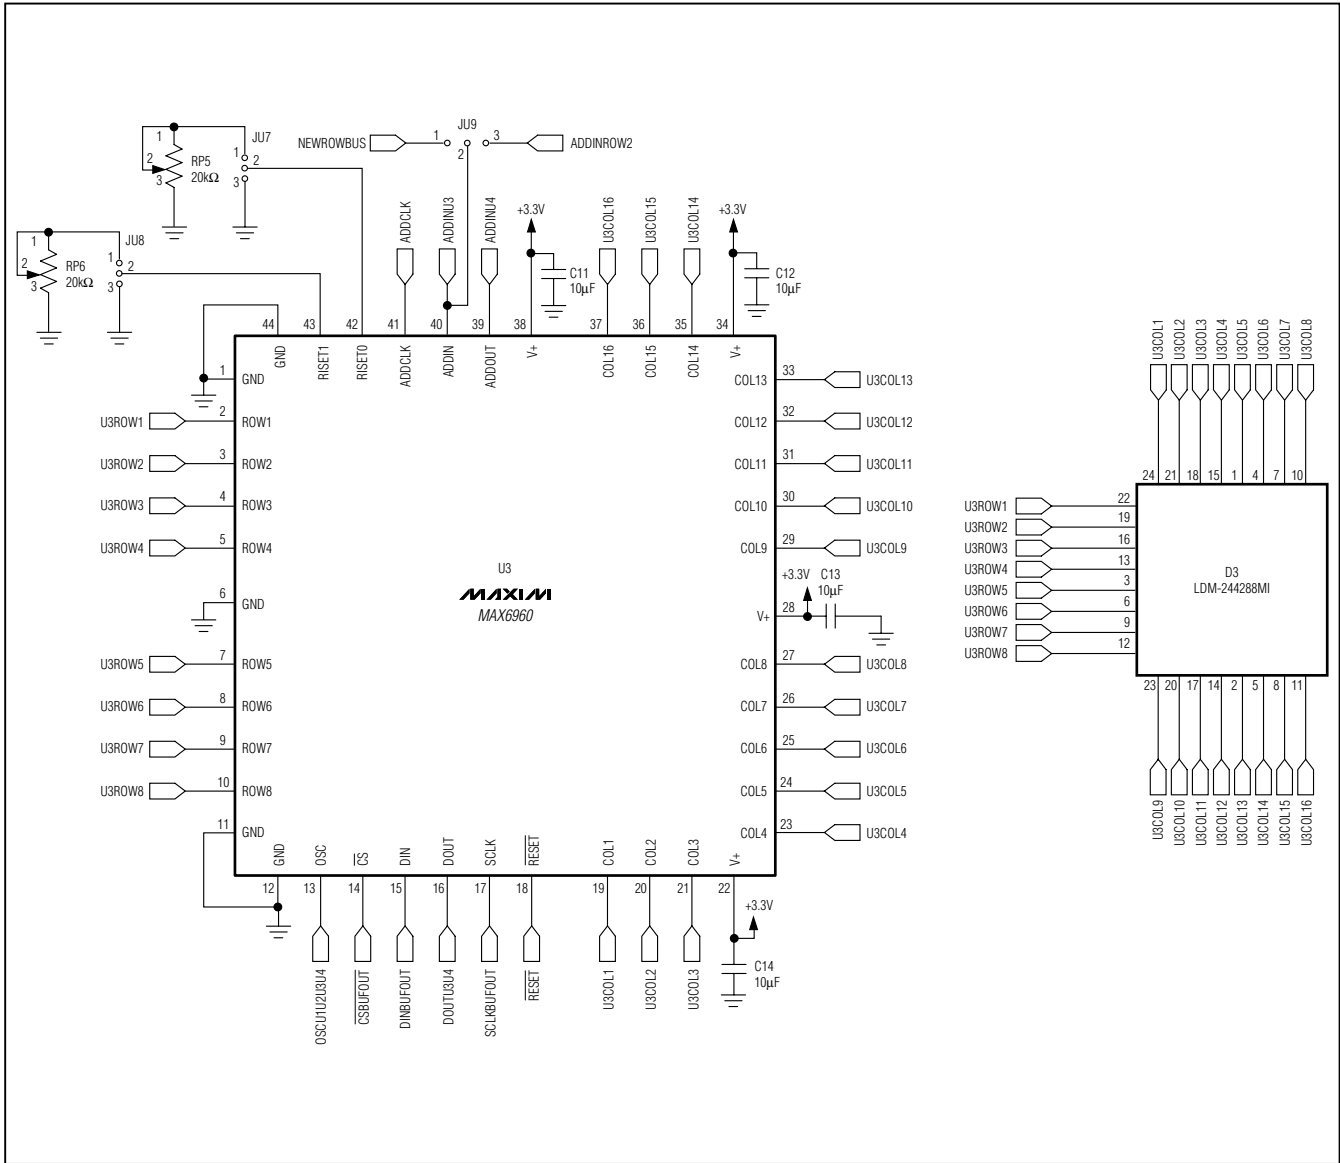 JU9
NEWROWBUS 1 2 3 ADDINROW2
1 JU7
2 RP5 1 2
3 20kΩ 3
1 JU8
2 RP6 1 2
3 20kΩ 3
ADDCLK ADDINU3 ADDINU4 +3.3V U3COL16 U3COL15 U3COL14 +3.3V
C11
10µF
C12
10µF
44 43 42 41 40 39 38 37 36 35 34
GND RISET1 RISET0 ADDCLK ADDIN ADDOUT V+ COL16 COL15 COL14 V+
1 GND
U3ROW1 2 ROW1
U3ROW2 3 ROW2
U3ROW3 4 ROW3
U3ROW4 5 ROW4
6 GND
U3ROW5 7 ROW5
U3ROW6 8 ROW6
U3ROW7 9 ROW7
U3ROW8 10 ROW8
11 GND
U3
MAXIM
MAX6960
COL13 33 U3COL13
COL12 32 U3COL12
COL11 31 U3COL11
COL10 30 U3COL10
COL9 29 U3COL9
+3.3V C13
10µF
V+ 28
COL8 27 U3COL8
COL7 26 U3COL7
COL6 25 U3COL6
COL5 24 U3COL5
COL4 23 U3COL4
GND OSC CS DIN DOUT SCLK RESET COL1 COL2 COL3 V+
12 13 14 15 16 17 18 19 20 21 22
+3.3V
C14
10µF
OSCU1U2U3U4 CSBUFOUT DINBUFOUT DOUTU3U4 SCLKBUFOUT RESET U3COL1 U3COL2 U3COL3
U3COL1 U3COL2 U3COL3 U3COL4 U3COL5 U3COL6 U3COL7 U3COL8
24 21 18 15 1 4 7 10
U3ROW1 22
U3ROW2 19
U3ROW3 16
U3ROW4 13
U3ROW5 3
U3ROW6 6
U3ROW7 9
U3ROW8 12
D3
LDM-244288MI
23 20 17 14 2 5 8 11
U3COL9 U3COL10 U3COL11 U3COL12 U3COL13 U3COL14 U3COL15 U3COL16